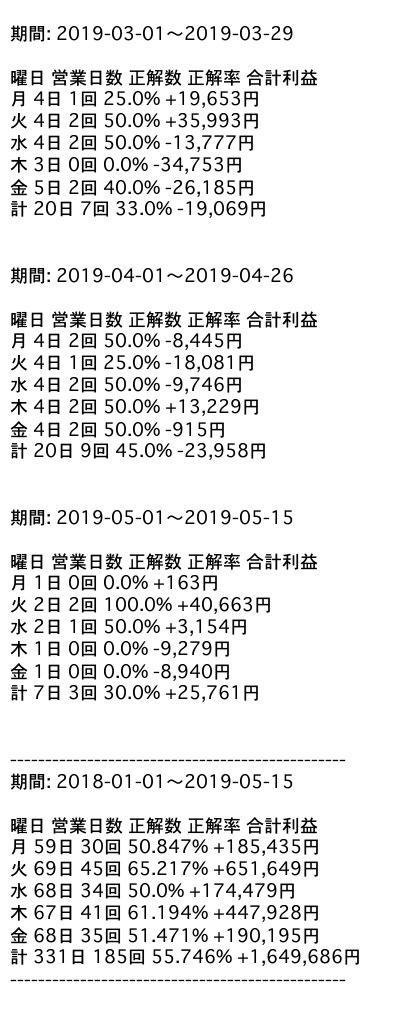 期間: 2019-03-01〜2019-03-29
曜日 営業日数 正解数 正解率 合計利益
月 4日 1回 25.0% +19,653円
火 4日 2回 50.0% +35,993円
水 4日 2回 50.0% -13,777円
木 3日 0回 0.0% -34,753円
金 5日 2回 40.0% -26,185円
計 20日 7回 33.0% -19,069円
期間: 2019-04-01〜2019-04-26
曜日 営業日数 正解数 正解率 合計利益
月 4日 2回 50.0% -8,445円
火 4日 1回 25.0% -18,081円
水 4日 2回 50.0% -9,746円
木 4日 2回 50.0% +13,229円
金 4日 2回 50.0% -915円
計 20日 9回 45.0% -23,958円
期間: 2019-05-01〜2019-05-15
曜日 営業日数 正解数 正解率 合計利益
月 1日 0回 0.0% +163円
火 2日 2回 100.0% +40,663円
水 2日 1回 50.0% +3,154円
木 1日 0回 0.0% -9,279円
金 1日 0回 0.0% -8,940円
計 7日 3回 30.0% +25,761円
------------------------------------------------
期間: 2018-01-01〜2019-05-15
曜日 営業日数 正解数 正解率 合計利益
月 59日 30回 50.847% +185,435円
火 69日 45回 65.217% +651,649円
水 68日 34回 50.0% +174,479円
木 67日 41回 61.194% +447,928円
金 68日 35回 51.471% +190,195円
計 331日 185回 55.746% +1,649,686円
------------------------------------------------